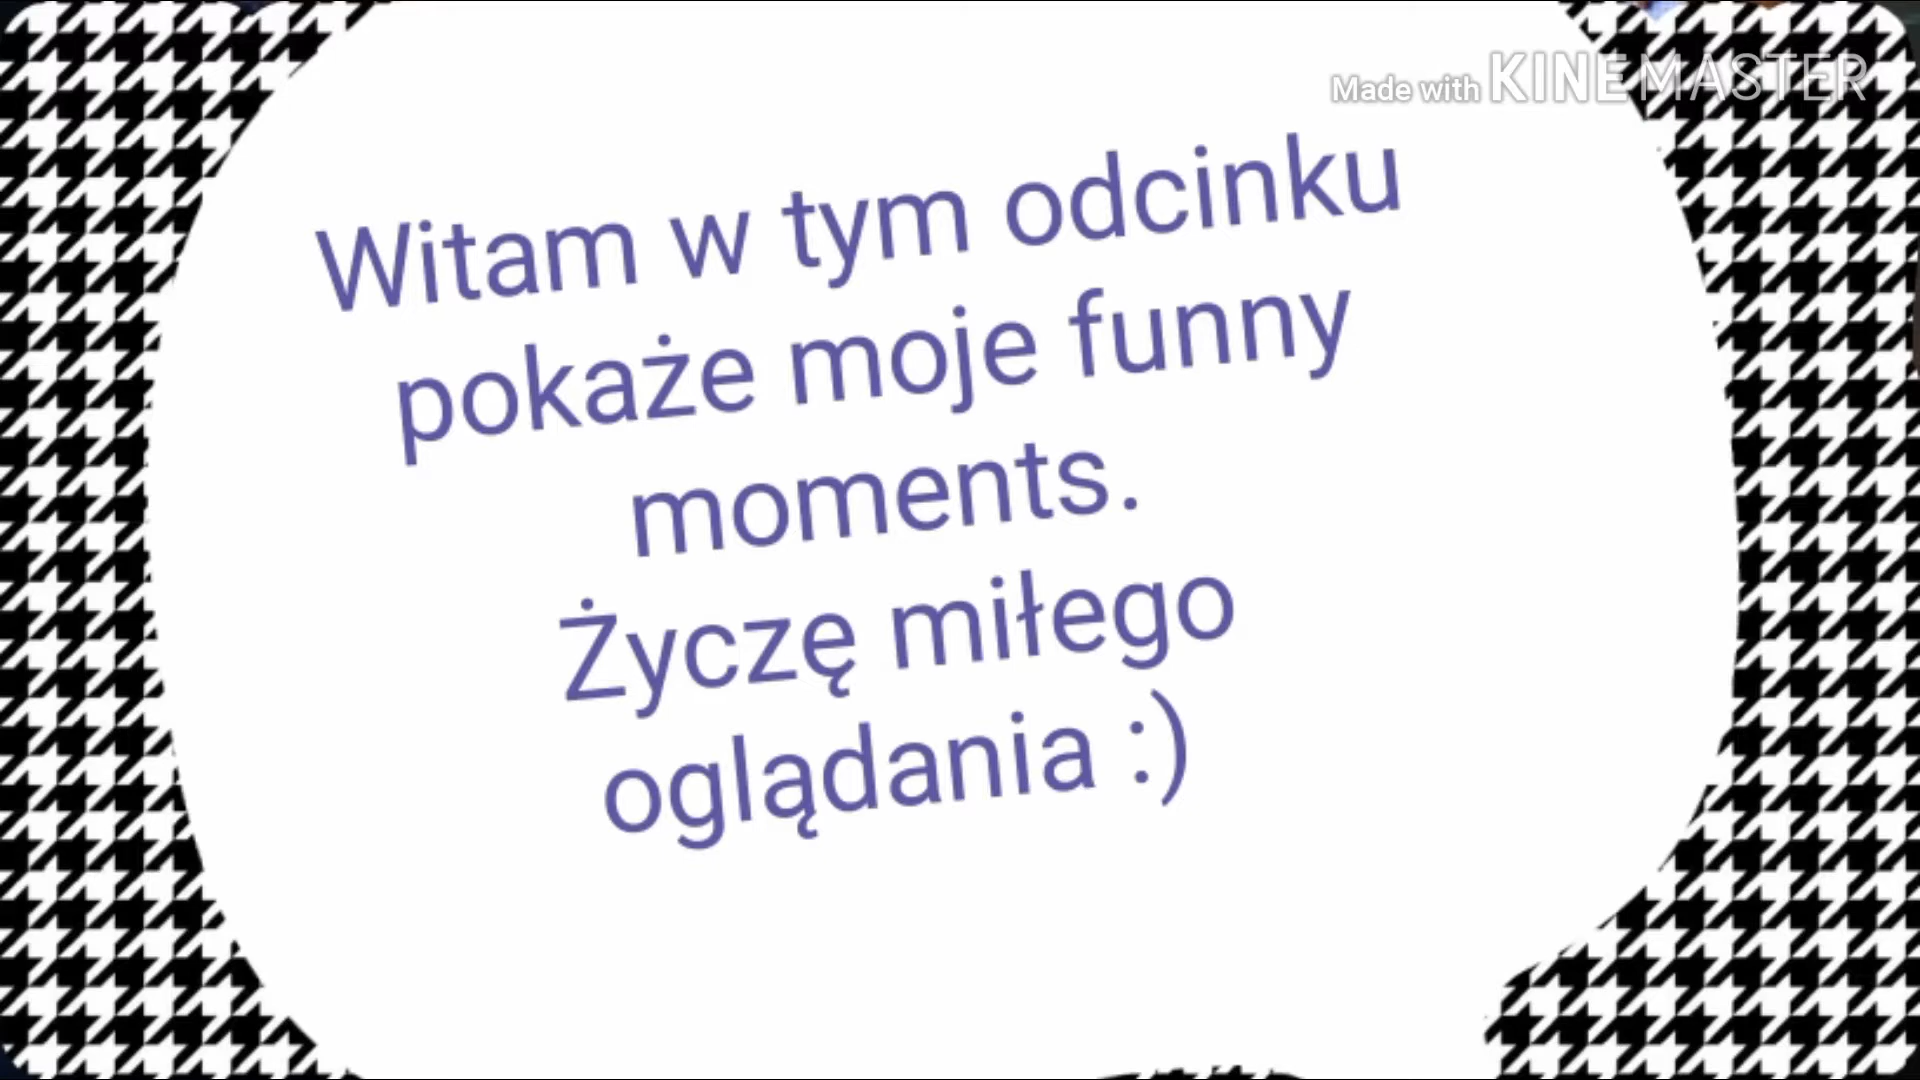 Made with KINEMASTER
Witam w tym odcinku
pokaże moje funny
moments.
Życzę miłego
oglądania :)